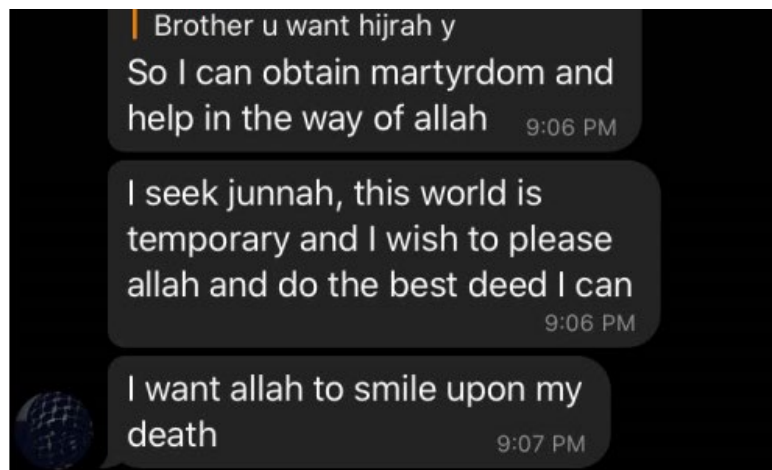 Brother u want hijrah y
So I can obtain martyrdom and
help in the way of allah 9:06 PM
I seek junnah, this world is
temporary and I wish to please
allah and do the best deed I can
9:06 PM
I want allah to smile upon my
death 9:07 PM